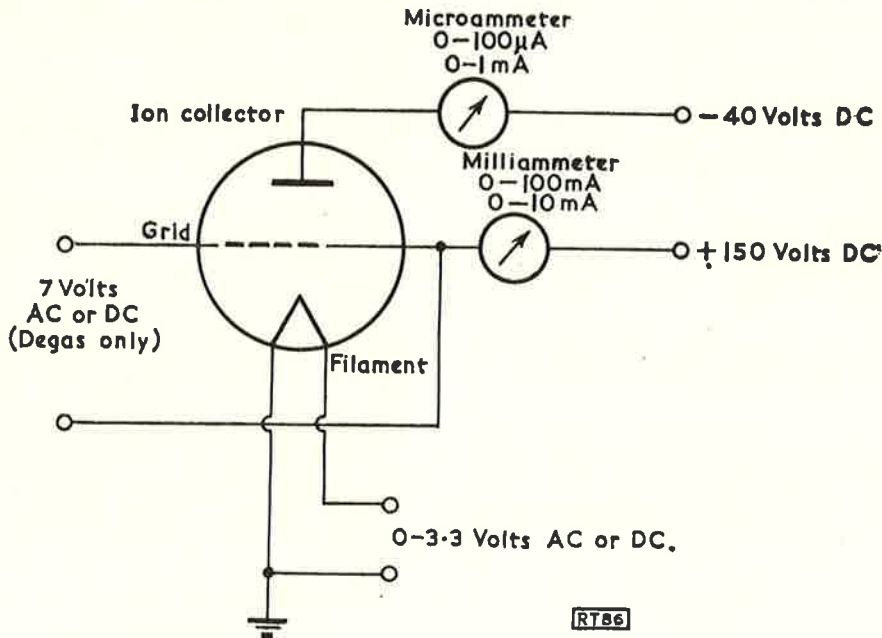 Microammeter
0-100μA
0-1mA
Ion collector
-40 Volts DC
Milliammeter
0-100mA
0-10mA
Grid
+150 Volts DC
7 Volts
AC or DC
(Degas only)
Filament
0-3·3 Volts AC or DC.
RT86